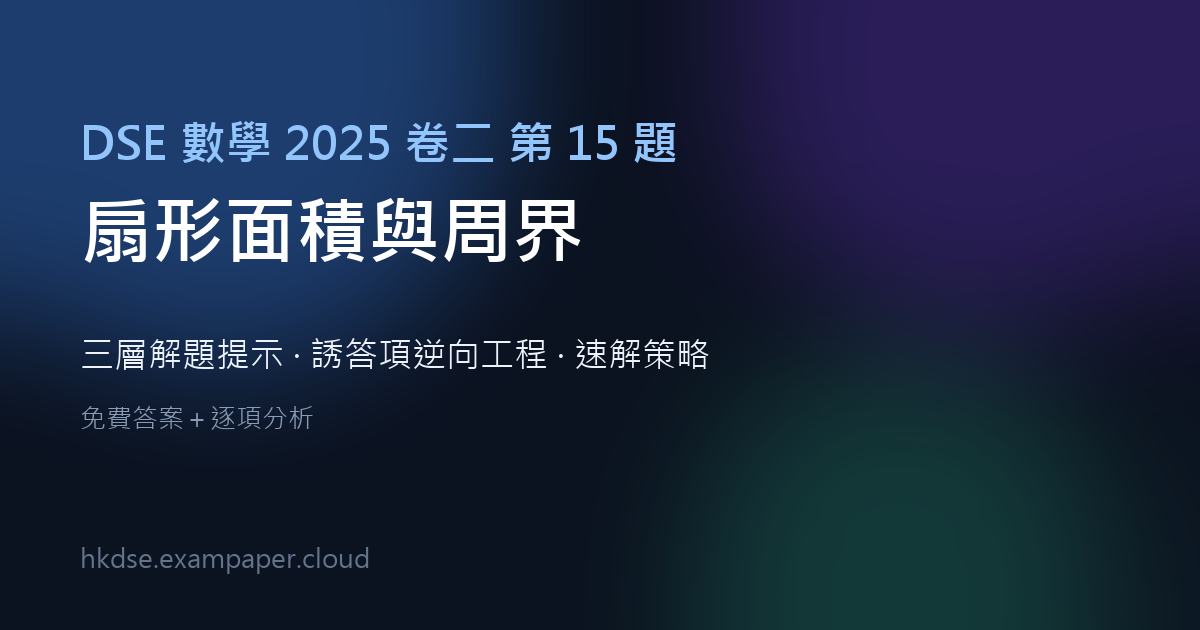 DSE 數學 2025 卷二 第 15 題
扇形面積與周界
三層解題提示 · 誘答項逆向工程 · 速解策略
免費答案 + 逐項分析
hkdse.exampaper.cloud